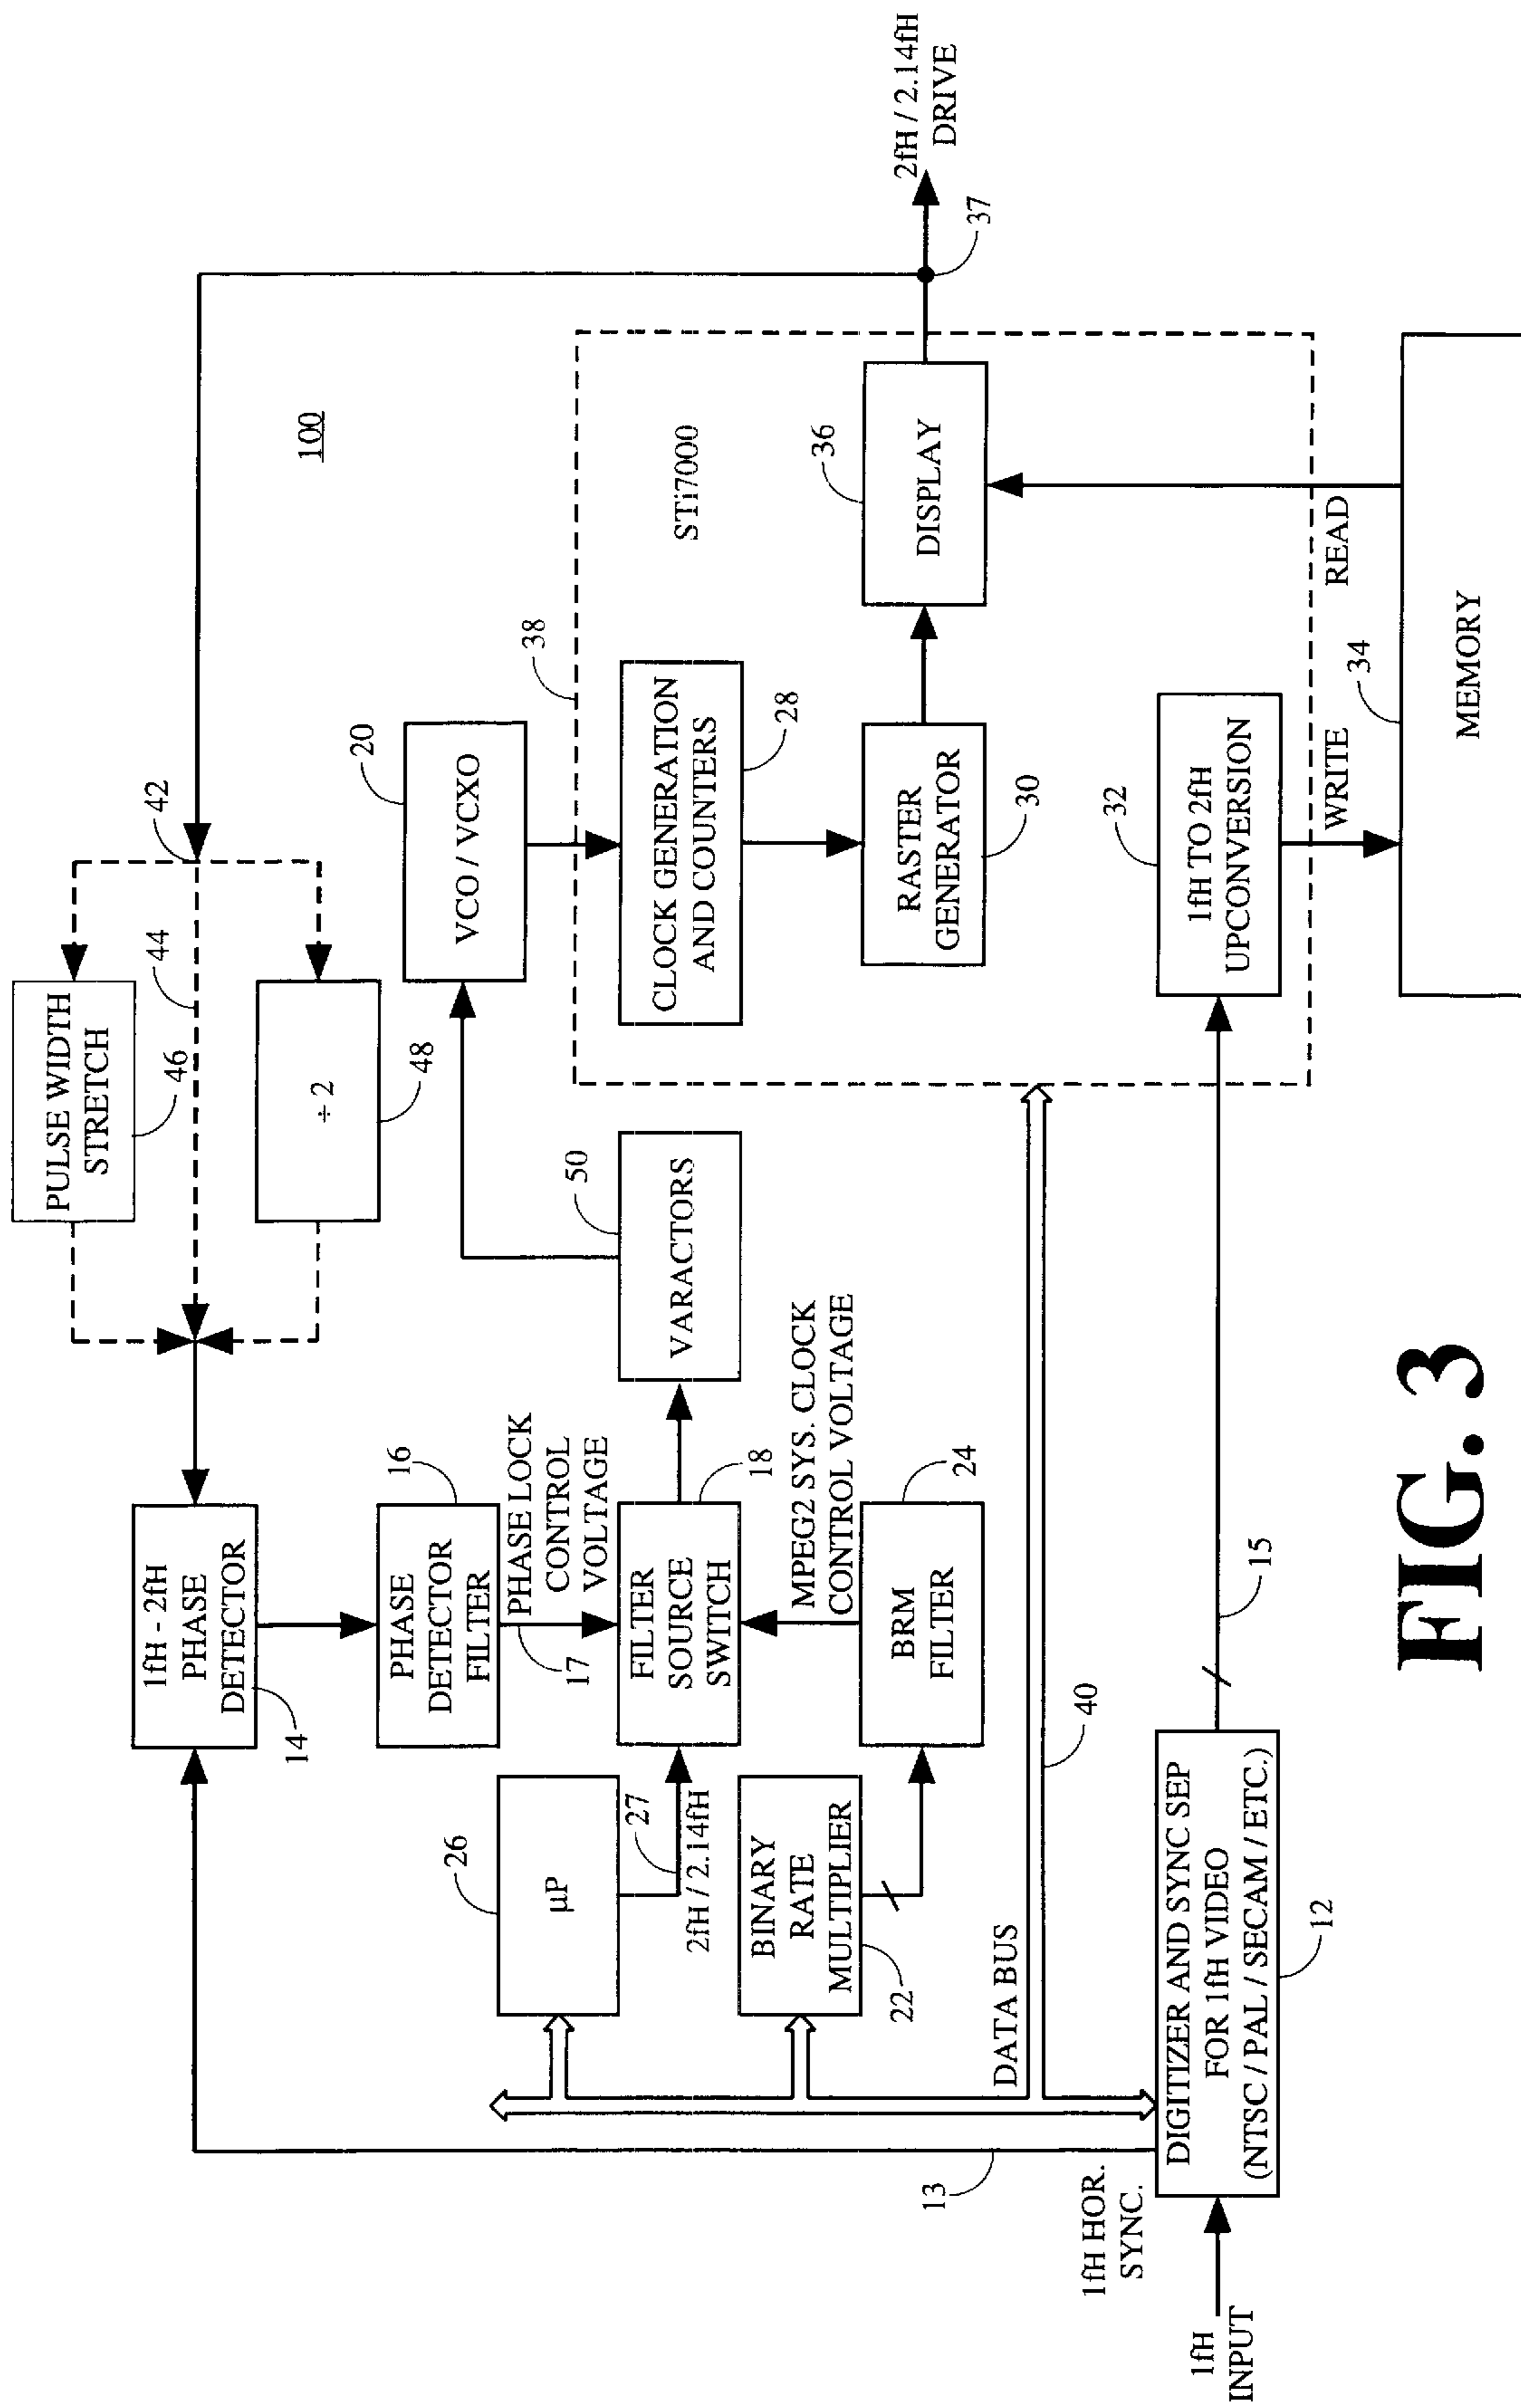 100
1fH - 2fH
PHASE
DETECTOR
14
PULSE WIDTH
STRETCH
46
44
42
÷ 2
48
PHASE
DETECTOR
FILTER
16
PHASE LOCK
CONTROL
VOLTAGE
17
VCO / VCXO
20
µP
26
27
2fH / 2.14fH
FILTER
SOURCE
SWITCH
18
VARACTORS
50
38
STi7000
CLOCK GENERATION
AND COUNTERS
28
BINARY
RATE
MULTIPLIER
22
MPEG2 SYS. CLOCK
CONTROL VOLTAGE
BRM
FILTER
24
RASTER
GENERATOR
30
DISPLAY
36
37
2fH / 2.14fH
DRIVE
DATA BUS
40
13
1fH HOR.
SYNC.
1fH
INPUT
DIGITIZER AND SYNC SEP
FOR 1fH VIDEO
(NTSC / PAL / SECAM / ETC.)
12
15
1fH TO 2fH
UPCONVERSION
32
WRITE
READ
34
MEMORY
FIG. 3